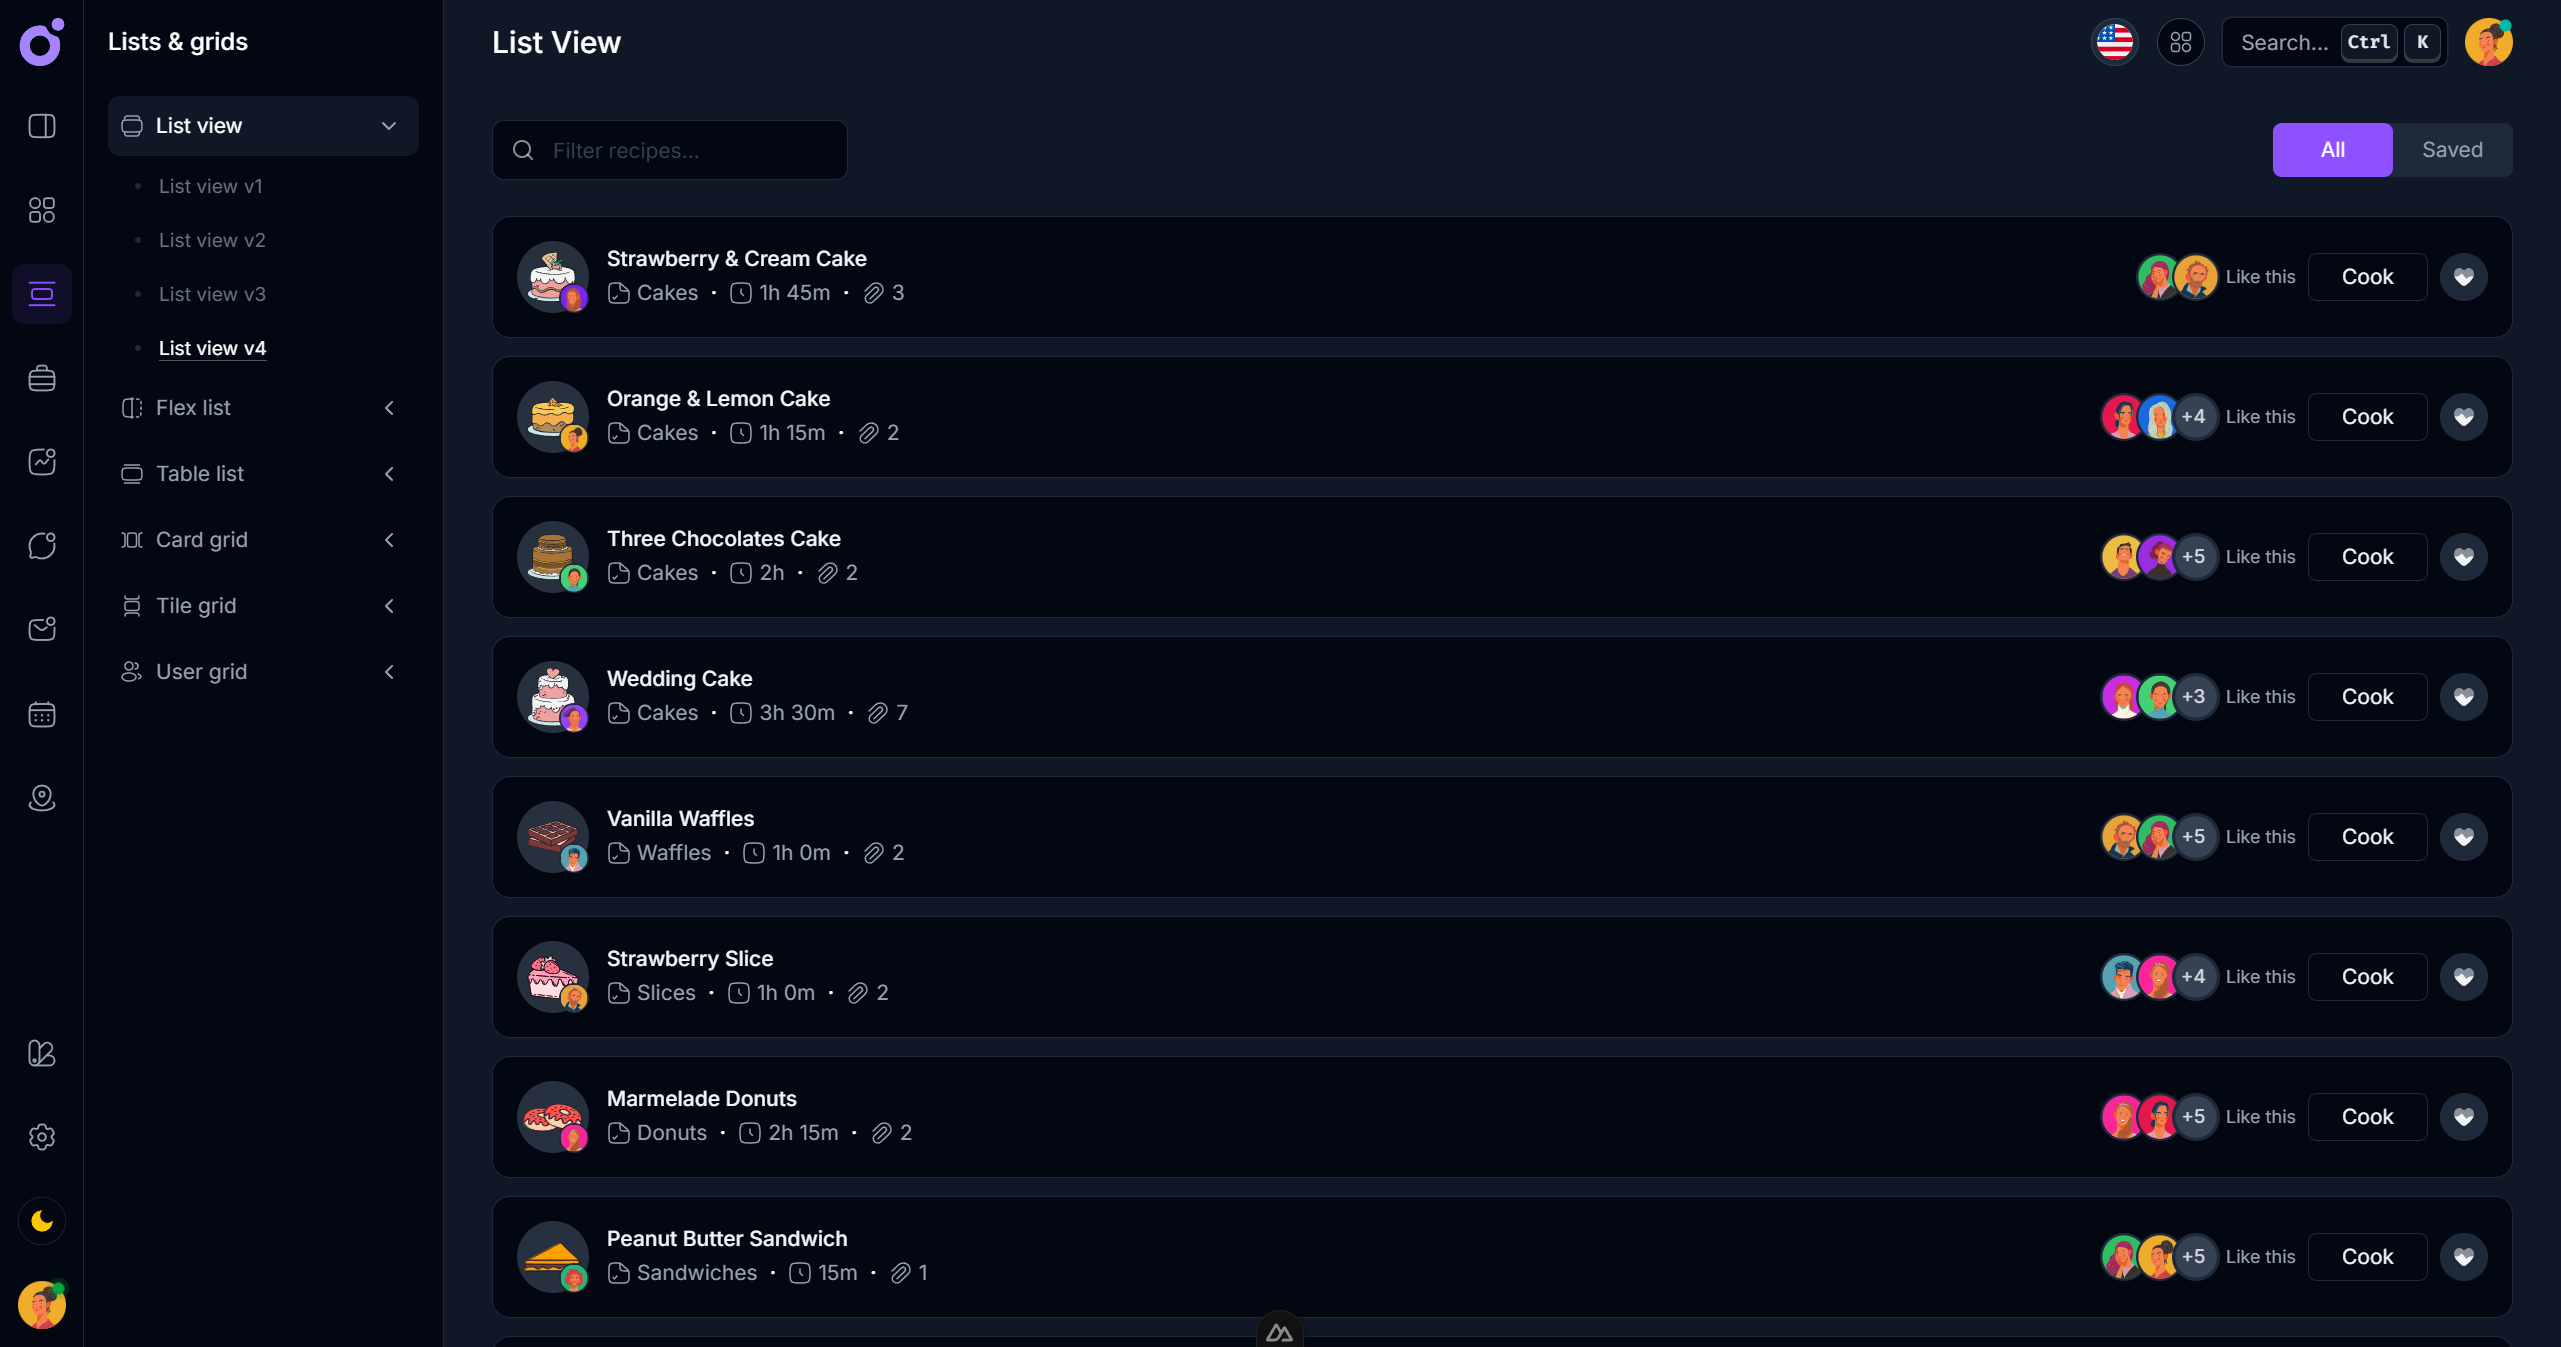 Lists & grids
List view
List view v1
List view v2
List view v3
List view v4
Flex list
Table list
Card grid
Tile grid
User grid
List View
Search... Ctrl K
Filter recipes...
All Saved
Strawberry & Cream Cake
Cakes · 1h 45m · 3
Like this Cook
Orange & Lemon Cake
Cakes · 1h 15m · 2
+4 Like this Cook
Three Chocolates Cake
Cakes · 2h · 2
+5 Like this Cook
Wedding Cake
Cakes · 3h 30m · 7
+3 Like this Cook
Vanilla Waffles
Waffles · 1h 0m · 2
+5 Like this Cook
Strawberry Slice
Slices · 1h 0m · 2
+4 Like this Cook
Marmelade Donuts
Donuts · 2h 15m · 2
+5 Like this Cook
Peanut Butter Sandwich
Sandwiches · 15m · 1
+5 Like this Cook